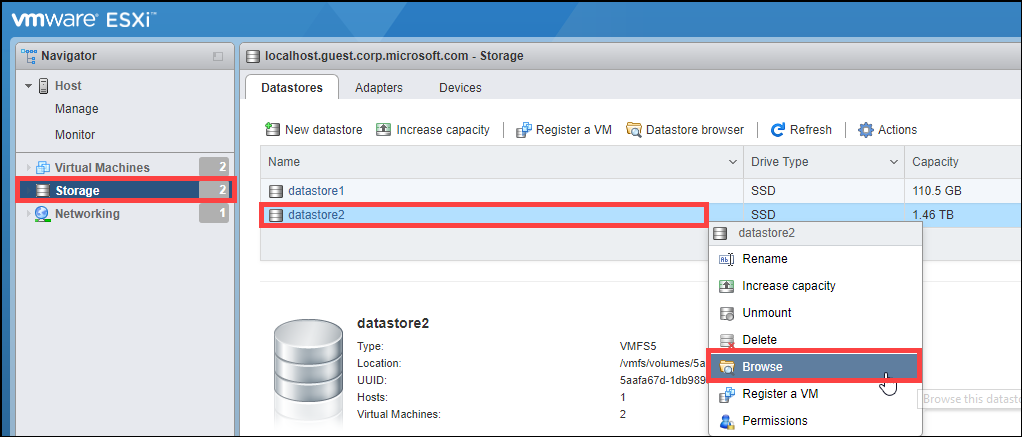 vmware ESXi
Navigator
Host
Manage
Monitor
Virtual Machines 2
Storage 2
Networking 1
localhost.guest.corp.microsoft.com - Storage
Datastores Adapters Devices
New datastore Increase capacity Register a VM Datastore browser Refresh Actions
Name Drive Type Capacity
datastore1 SSD 110.5 GB
datastore2 SSD 1.46 TB
datastore2
Rename
Increase capacity
Unmount
Delete
Browse
Register a VM
Permissions
Browse this datasto
datastore2
Type: VMFS5
Location: /vmfs/volumes/5a
UUID: 5aafa67d-1db989
Hosts: 1
Virtual Machines: 2